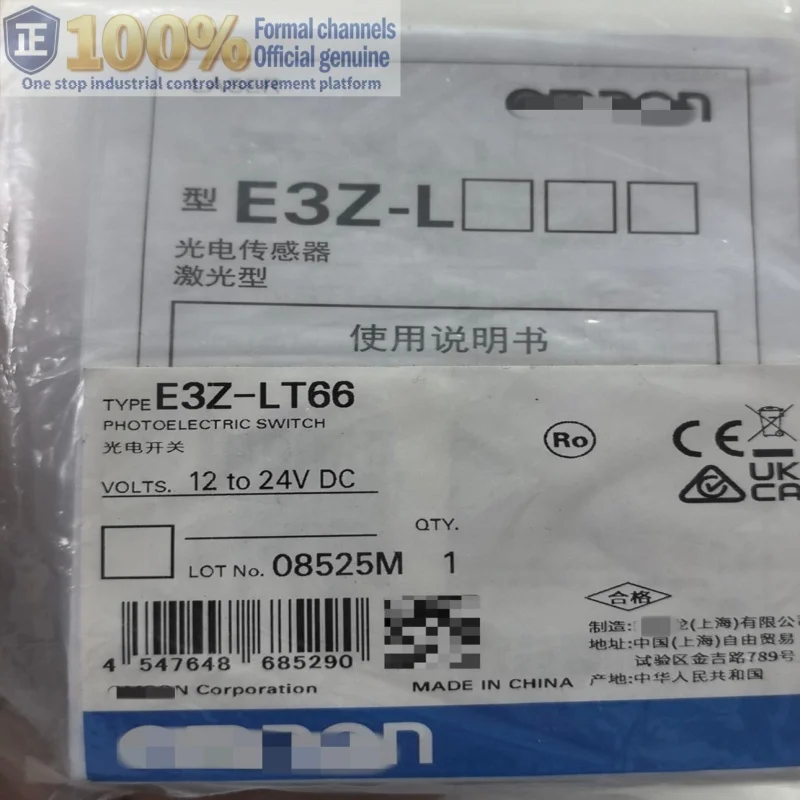 正 100% Formal channels
Official genuine
One stop industrial control procurement platform
型 E3Z-L□□□
光电传感器
激光型
使用说明书
TYPE E3Z-LT66
PHOTOELECTRIC SWITCH
光电开关
Ro
CE
UK
CA
VOLTS. 12 to 24V DC
QTY.
LOT No. 08525M 1
合格
4 547648 685290
制造: (上海)有限公
地址:中国(上海)自由贸易
试验区金吉路789号
产地:中华人民共和国
Corporation
MADE IN CHINA